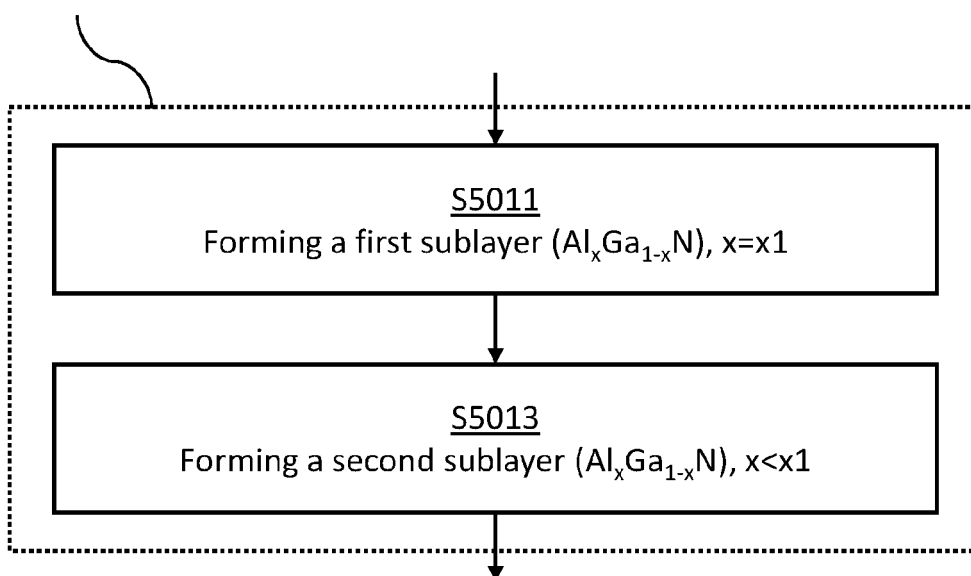 S5011
Forming a first sublayer (AlₓGa₁₋ₓN), x=x1
S5013
Forming a second sublayer (AlₓGa₁₋ₓN), x<x1